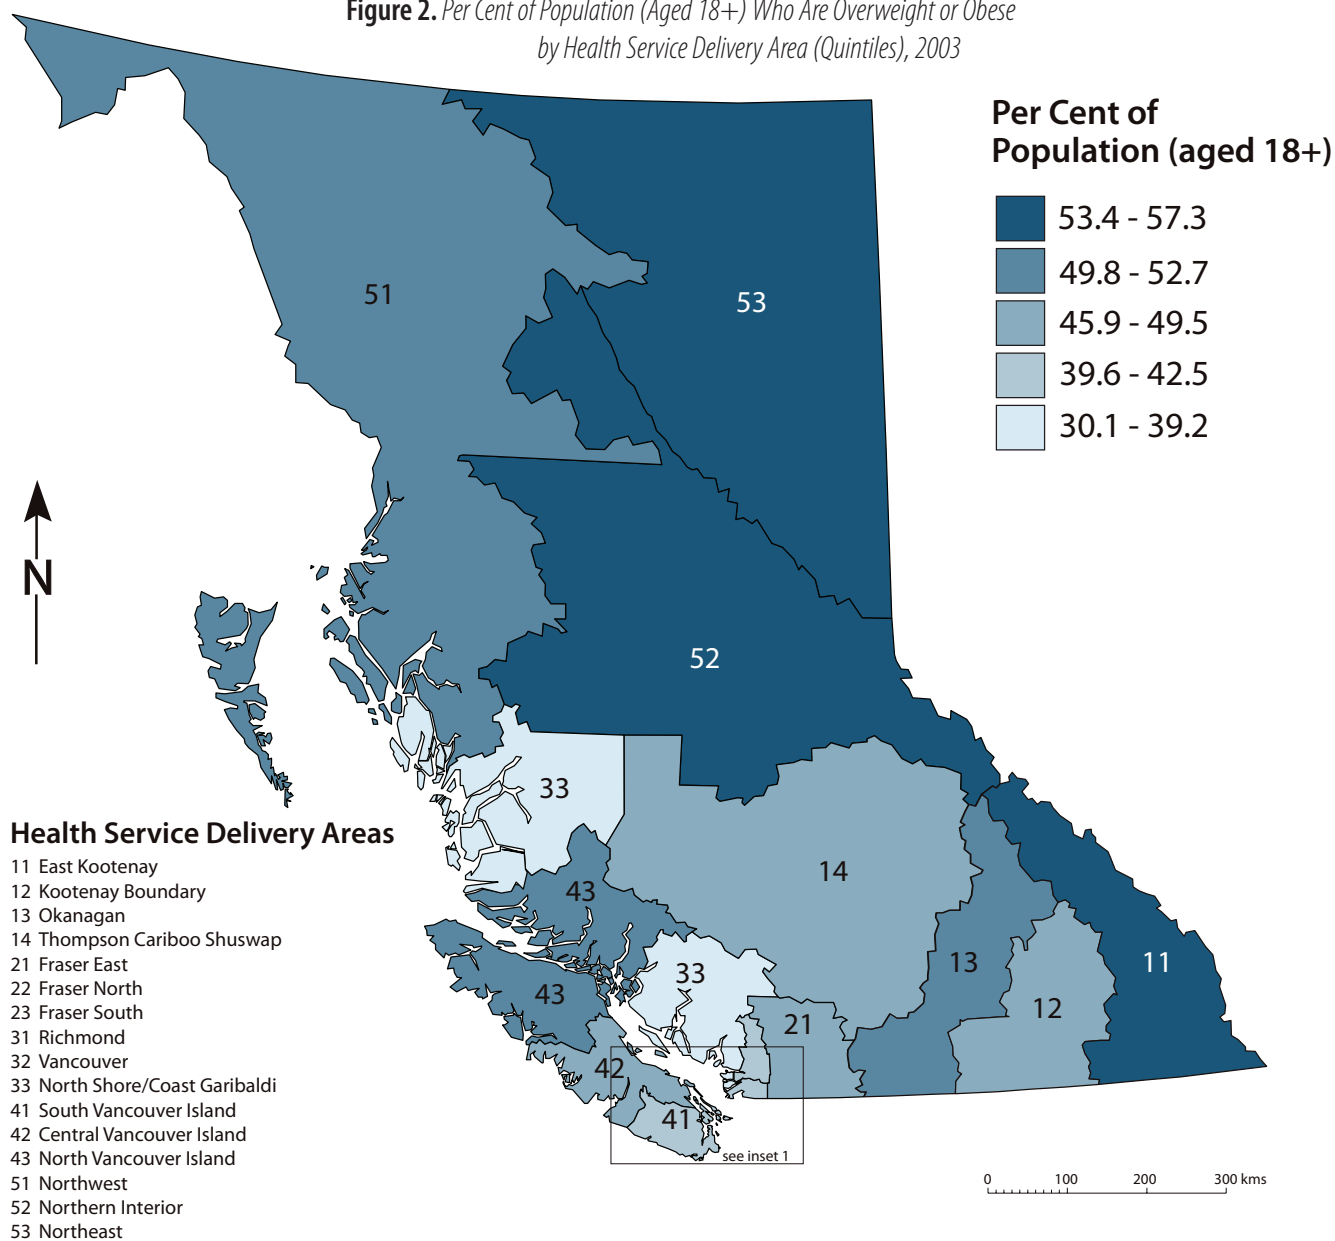 Figure 2. Per Cent of Population (Aged 18+) Who Are Overweight or Obese
by Health Service Delivery Area (Quintiles), 2003
Per Cent of
Population (aged 18+)
53.4 - 57.3
49.8 - 52.7
45.9 - 49.5
39.6 - 42.5
30.1 - 39.2
51
53
N
52
33
14
43
33
13
11
43
12
21
42
41
see inset 1
Health Service Delivery Areas
11 East Kootenay
12 Kootenay Boundary
13 Okanagan
14 Thompson Cariboo Shuswap
21 Fraser East
22 Fraser North
23 Fraser South
31 Richmond
32 Vancouver
33 North Shore/Coast Garibaldi
41 South Vancouver Island
42 Central Vancouver Island
43 North Vancouver Island
51 Northwest
52 Northern Interior
53 Northeast
0 100 200 300 kms